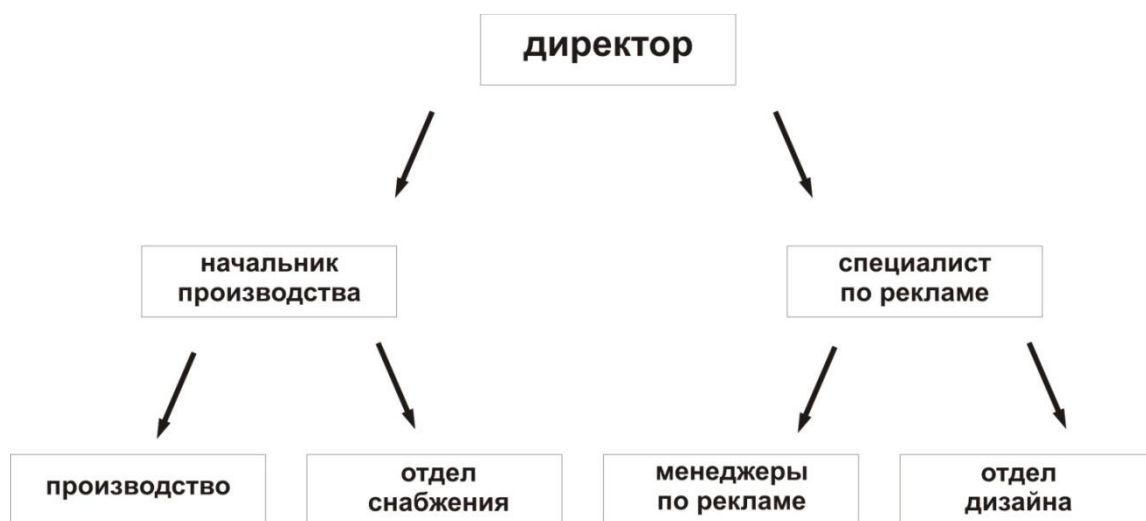 директор
начальник
производства
специалист
по рекламе
производство
отдел
снабжения
менеджеры
по рекламе
отдел
дизайна